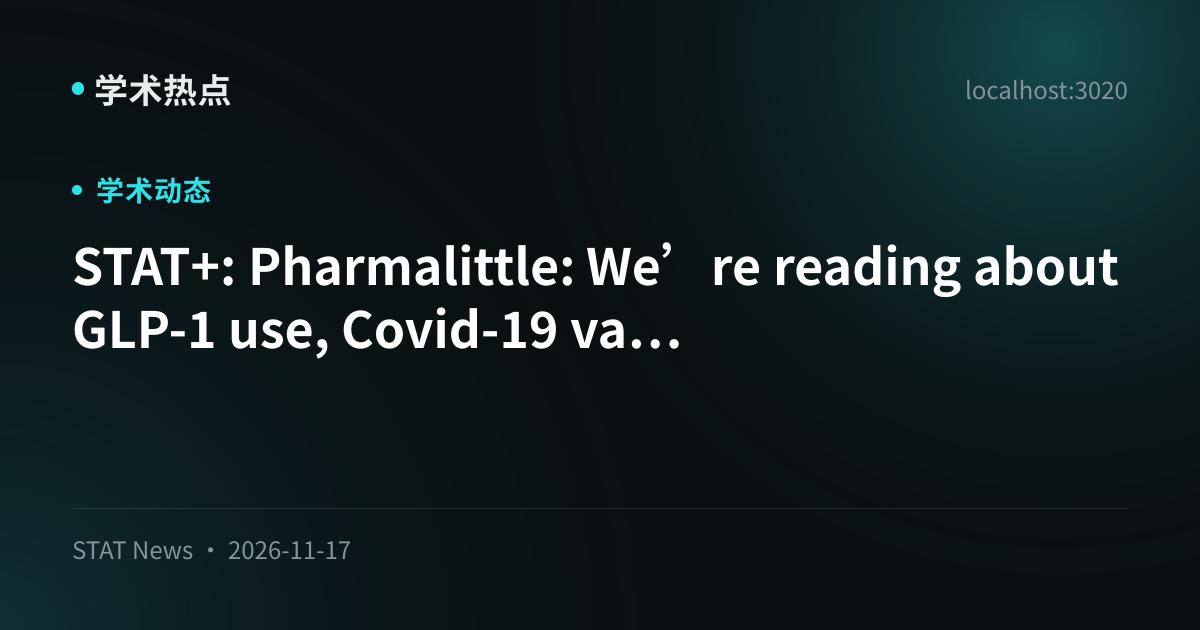 学术热点
localhost:3020
学术动态
STAT+: Pharmalittle: We’re reading about
GLP-1 use, Covid-19 va…
STAT News · 2026-11-17